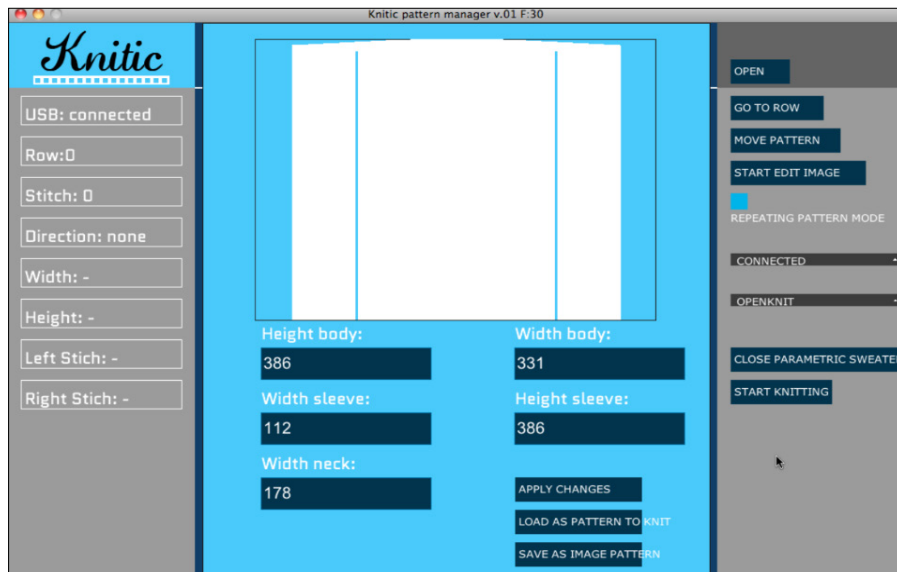 Knitic pattern manager v.01 F:30
Knitic
USB: connected
Row:0
Stitch: 0
Direction: none
Width: -
Height: -
Left Stich: -
Right Stich: -
Height body:
386
Width body:
331
Width sleeve:
112
Height sleeve:
386
Width neck:
178
APPLY CHANGES
LOAD AS PATTERN TO KNIT
SAVE AS IMAGE PATTERN
OPEN
GO TO ROW
MOVE PATTERN
START EDIT IMAGE
REPEATING PATTERN MODE
CONNECTED
OPENKNIT
CLOSE PARAMETRIC SWEATE
START KNITTING